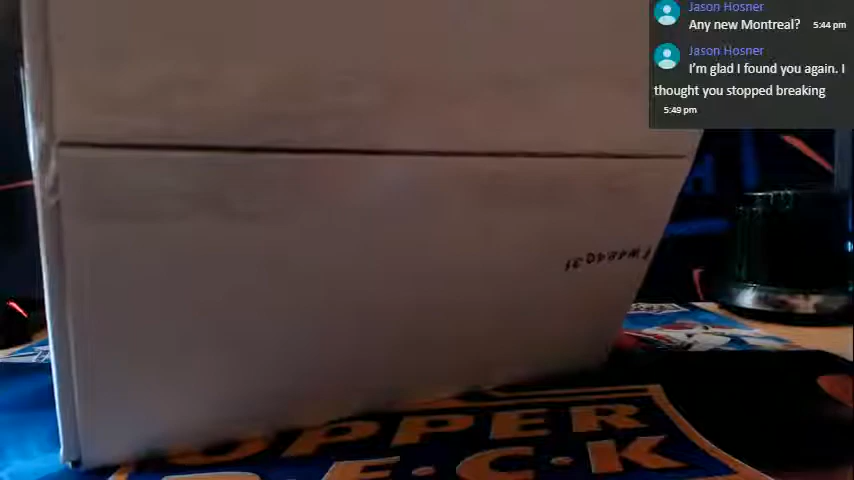 Jason Hosner
Any new Montreal? 5:44 pm
Jason Hosner
I'm glad I found you again. I
thought you stopped breaking
5:49 pm
UPPER
D·E·C·K